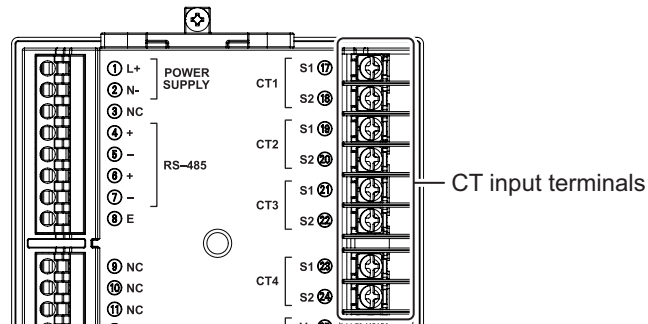 ① L+
② N-
POWER
SUPPLY
③ NC
④ +
⑤ −
⑥ +
⑦ −
RS–485
⑧ E
⑨ NC
⑩ NC
⑪ NC
CT1
S1 ⑰
S2 ⑱
CT2
S1 ⑲
S2 ⑳
CT3
S1 ㉑
S2 ㉒
CT4
S1 ㉓
S2 ㉔
CT input terminals